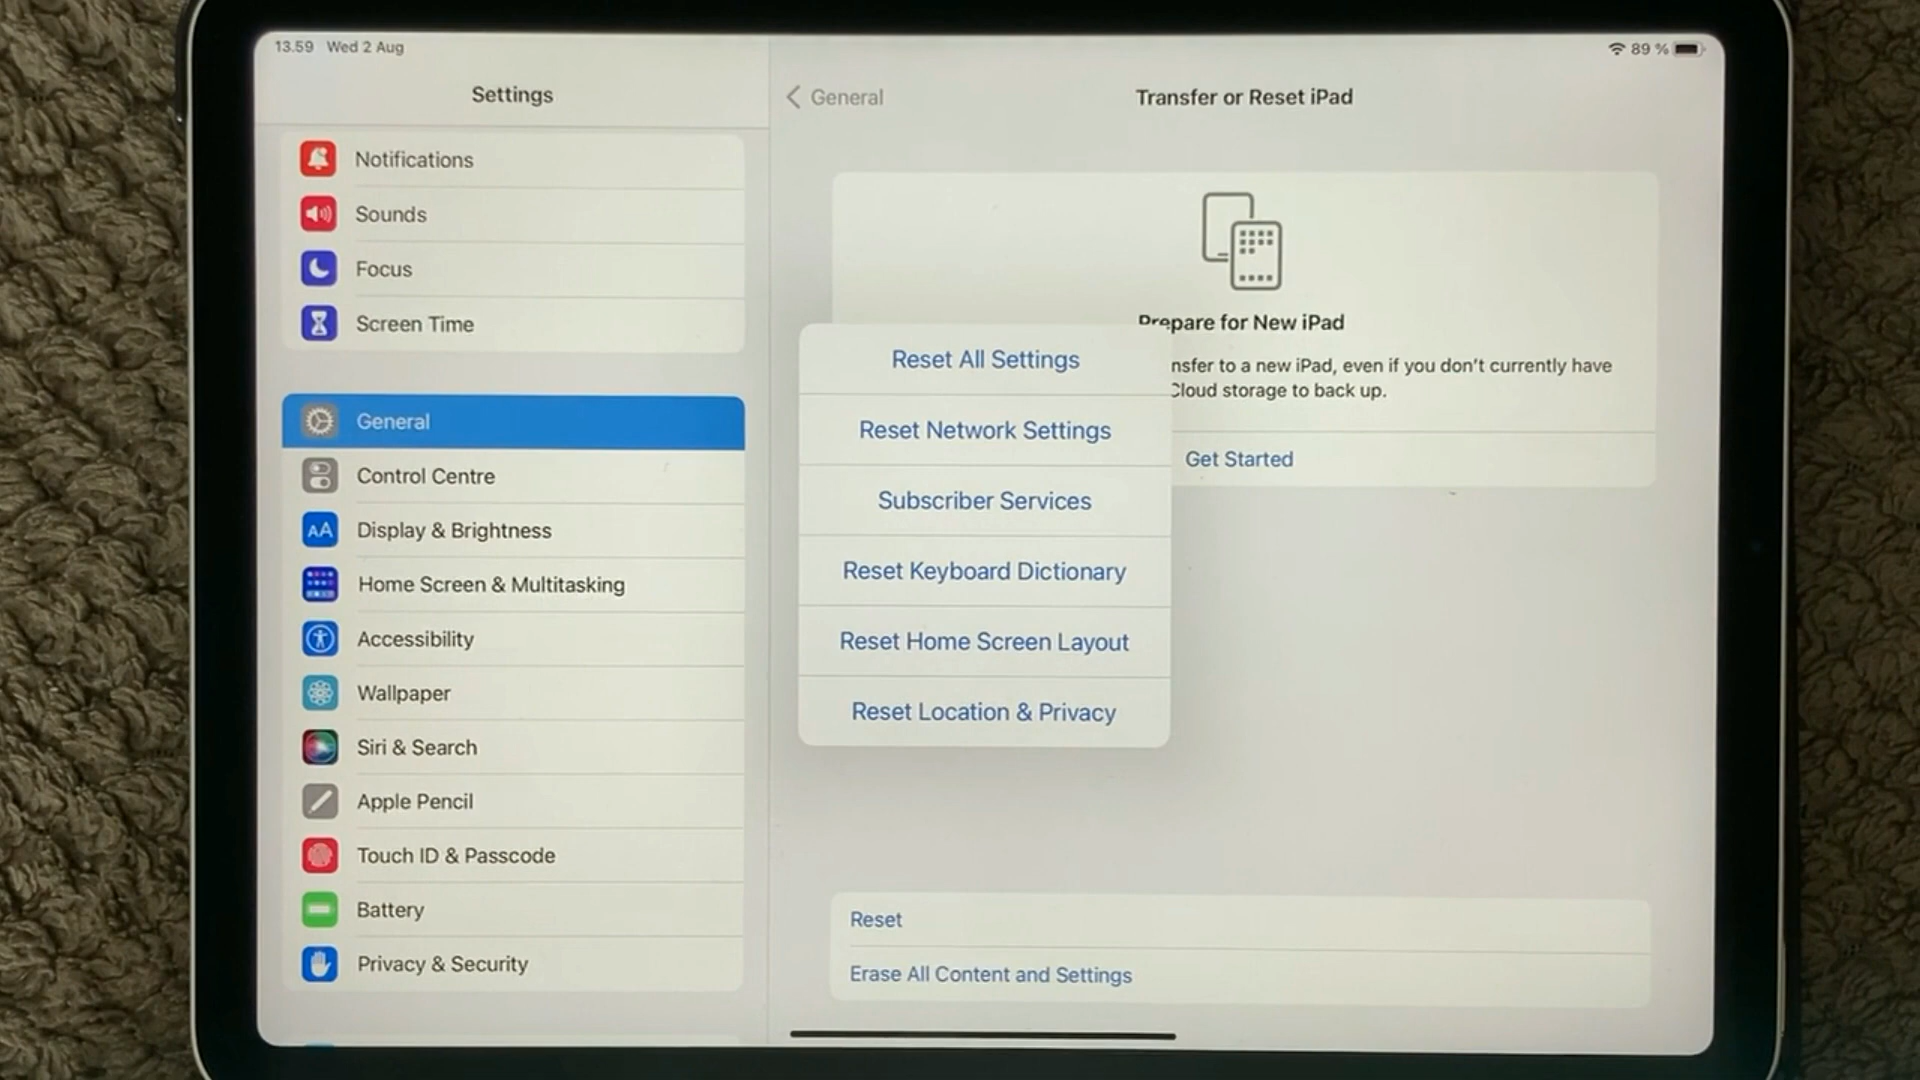 13.59 Wed 2 Aug
89 %
Settings
Notifications
Sounds
Focus
Screen Time
General
Control Centre
AA
Display & Brightness
Home Screen & Multitasking
Accessibility
Wallpaper
Siri & Search
Apple Pencil
Touch ID & Passcode
Battery
Privacy & Security
General
Transfer or Reset iPad
Prepare for New iPad
nsfer to a new iPad, even if you don't currently have
Cloud storage to back up.
Get Started
Reset All Settings
Reset Network Settings
Subscriber Services
Reset Keyboard Dictionary
Reset Home Screen Layout
Reset Location & Privacy
Reset
Erase All Content and Settings